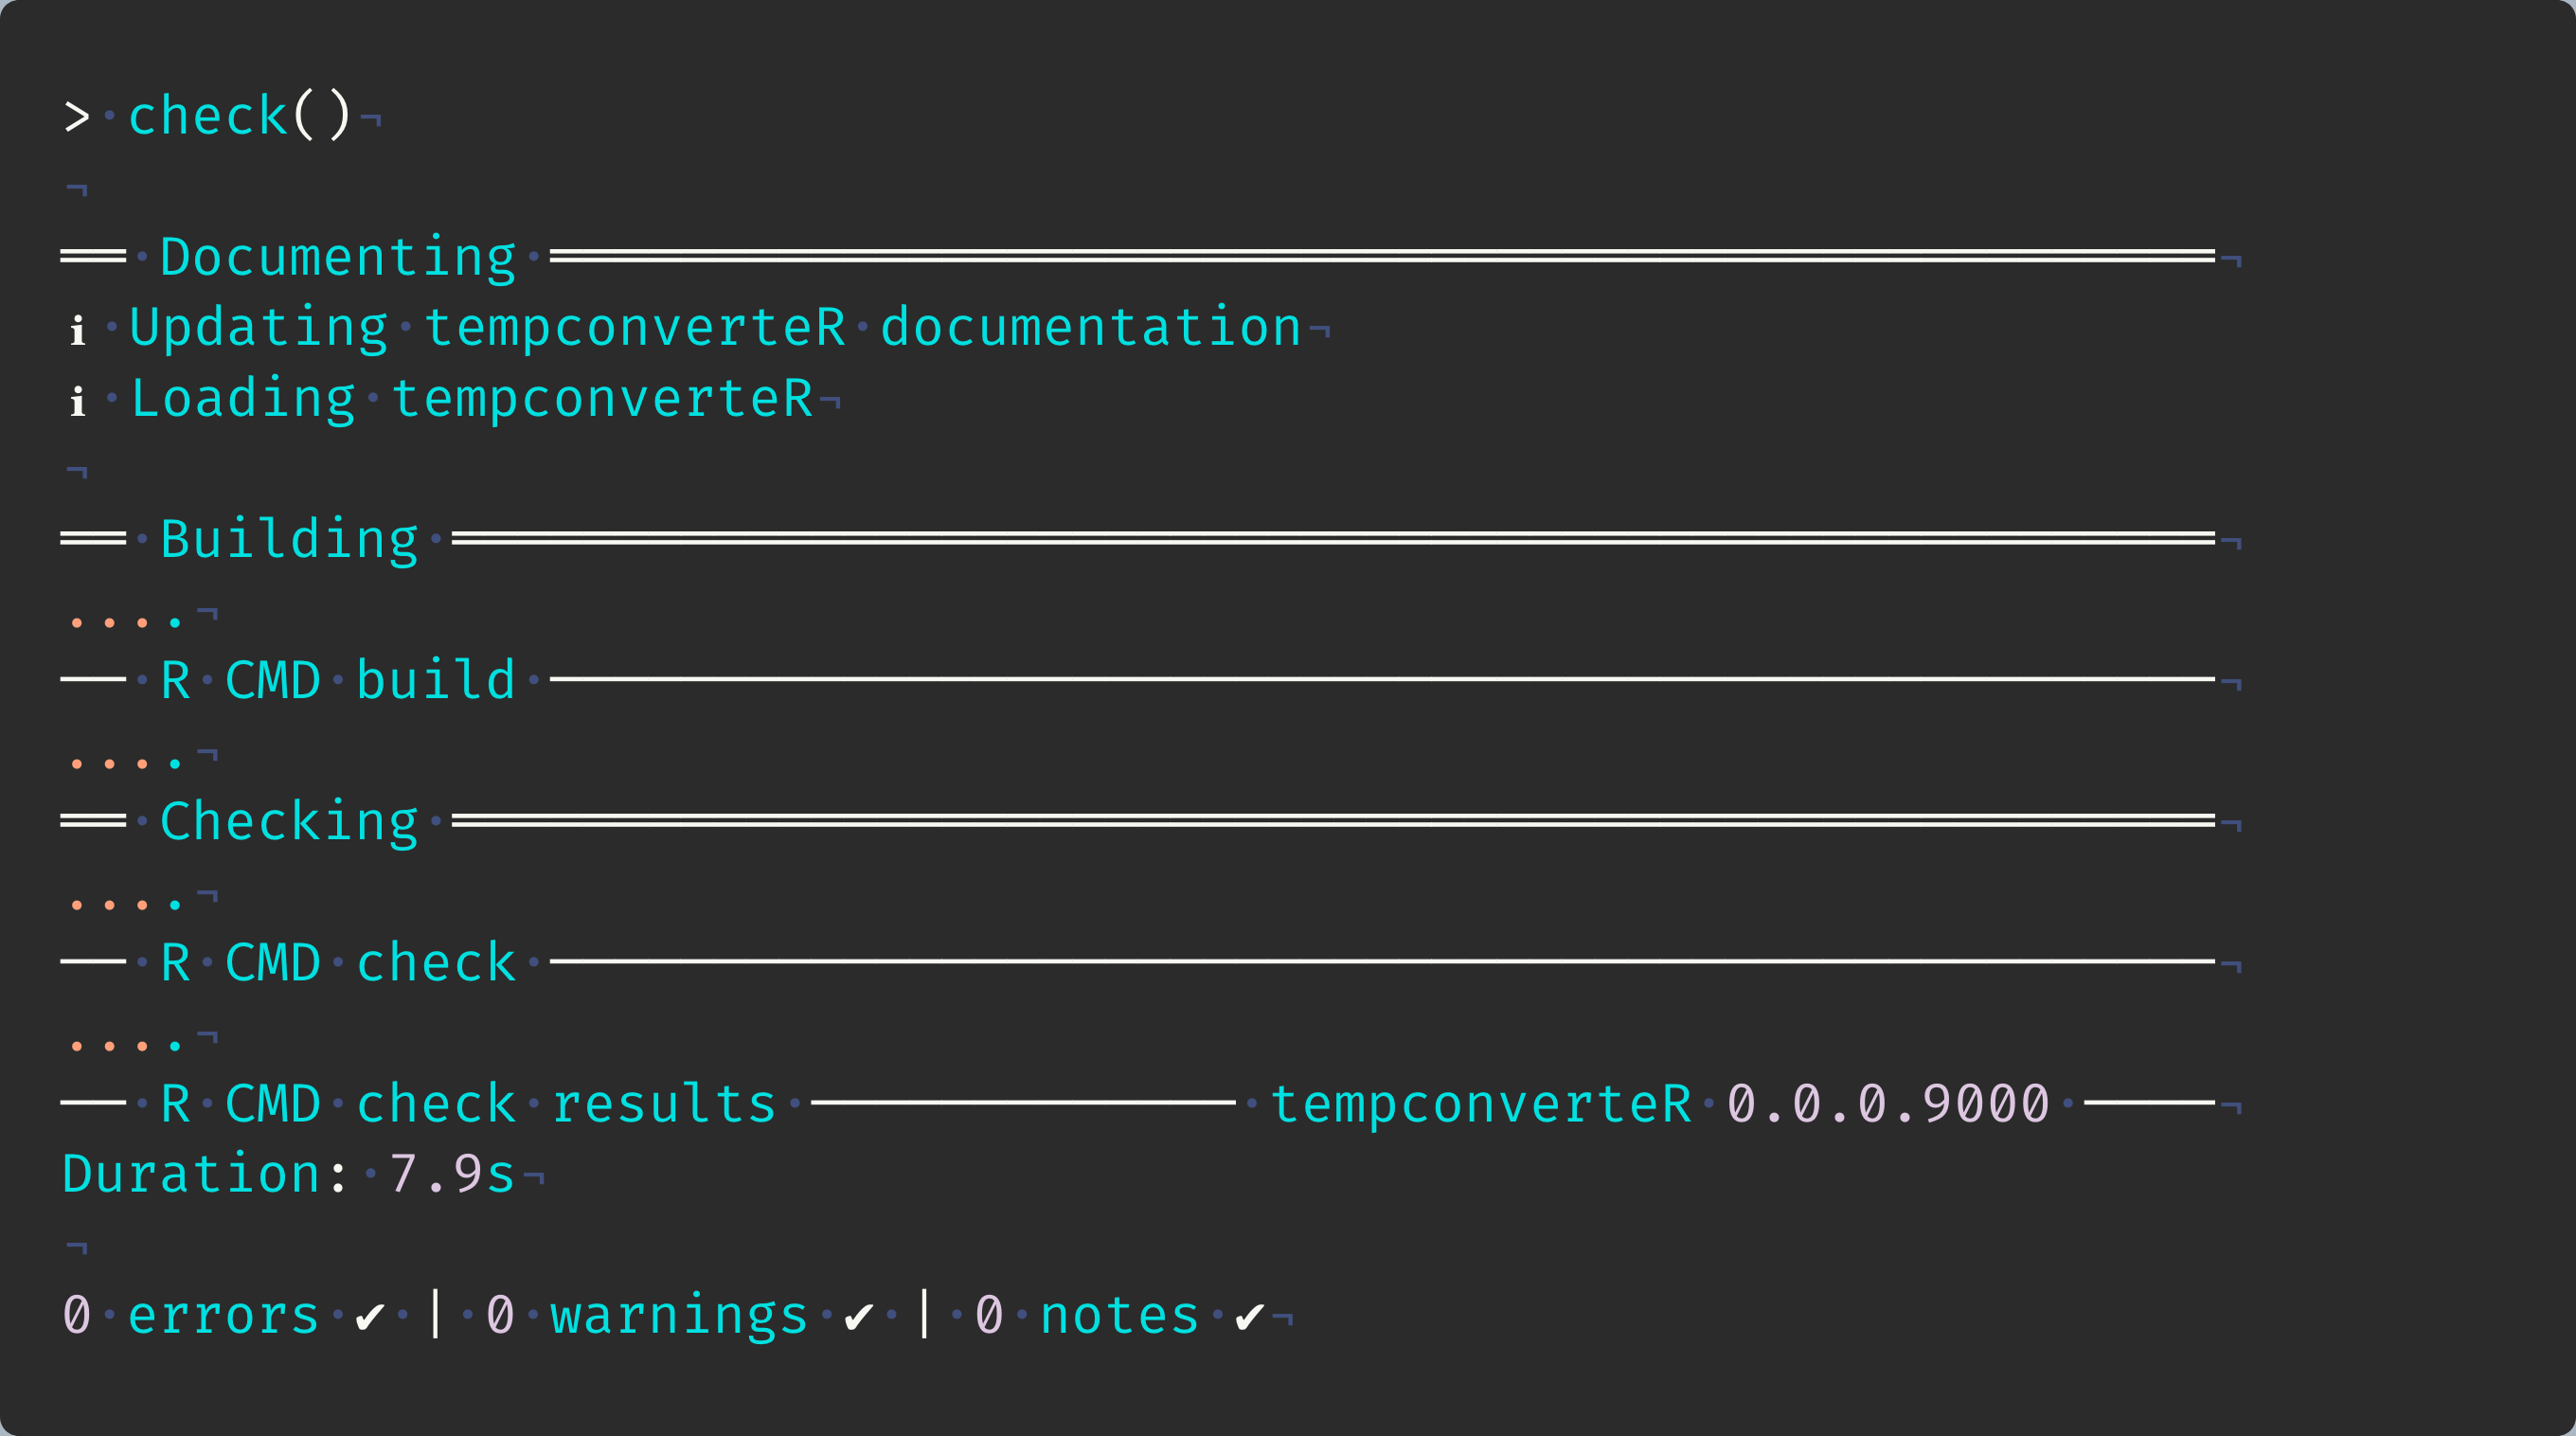 > check()
══ Documenting ═══════════════════════════════════════════════════
ℹ Updating tempconverteR documentation
ℹ Loading tempconverteR
══ Building ══════════════════════════════════════════════════════
....
── R CMD build ───────────────────────────────────────────────────
....
══ Checking ══════════════════════════════════════════════════════
....
── R CMD check ───────────────────────────────────────────────────
....
── R CMD check results ───────────── tempconverteR 0.0.0.9000 ────
Duration: 7.9s
0 errors ✔ | 0 warnings ✔ | 0 notes ✔